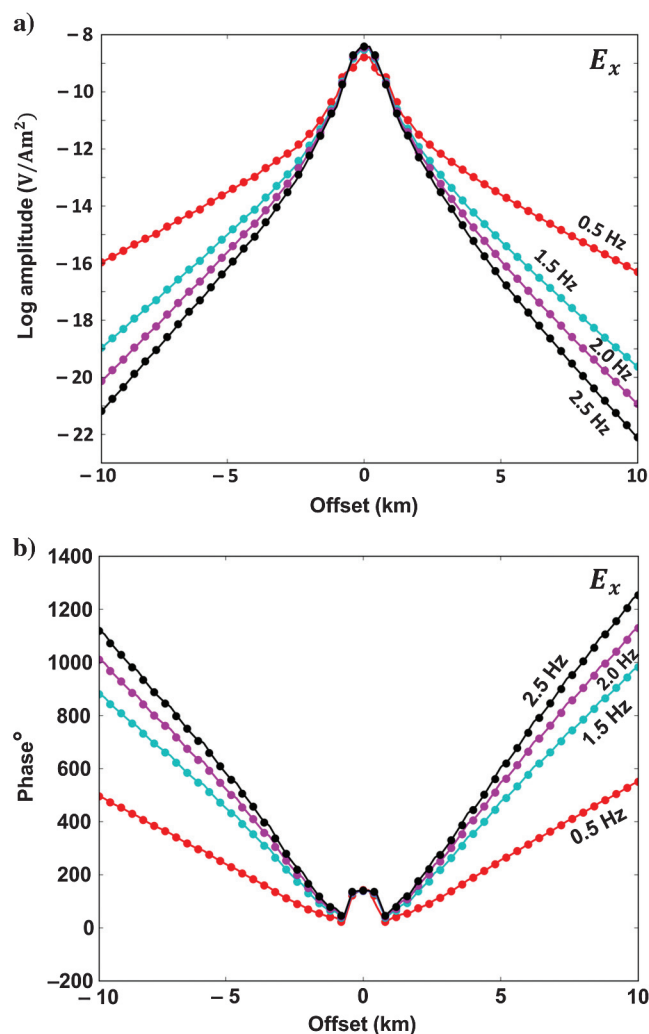 a)
Log amplitude (V/Am²)
−8
−10
−12
−14
−16
−18
−20
−22
Eₓ
0.5 Hz
1.5 Hz
2.0 Hz
2.5 Hz
−10 −5 0 5 10
Offset (km)
b)
Phase°
1400
1200
1000
800
600
400
200
0
−200
Eₓ
2.5 Hz
2.0 Hz
1.5 Hz
0.5 Hz
−10 −5 0 5 10
Offset (km)